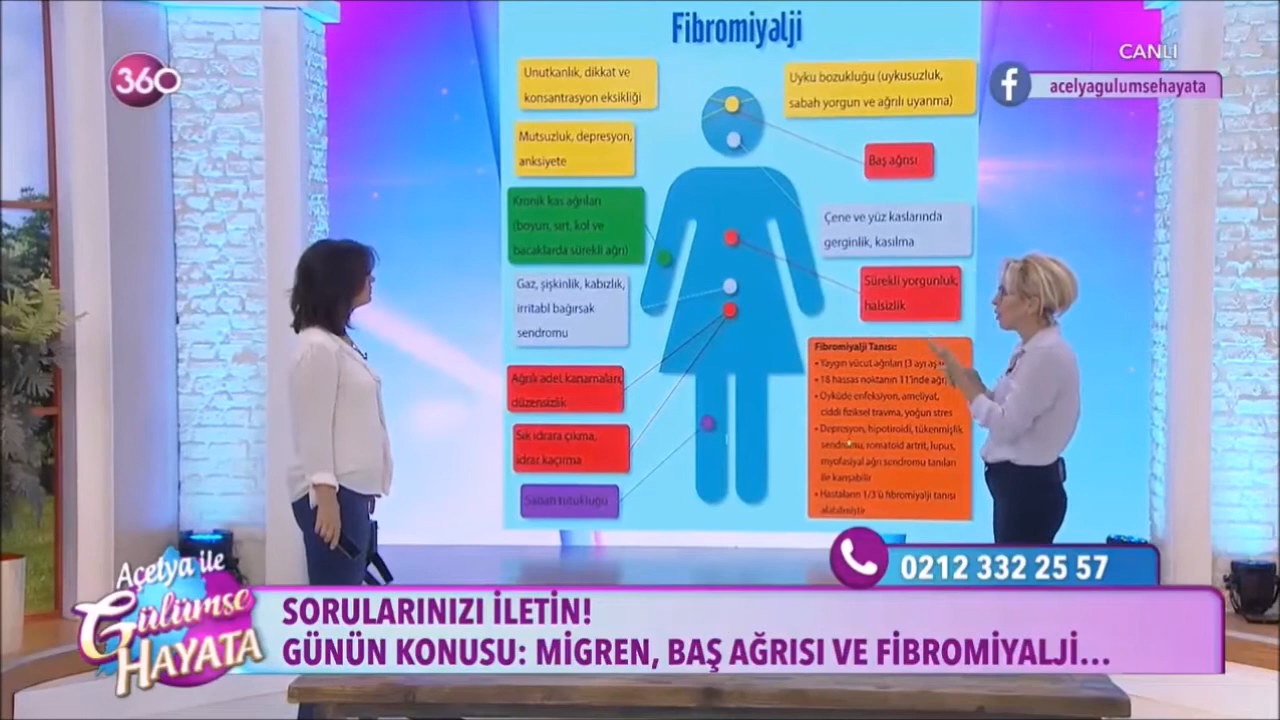 Fibromiyalji
360
CANLI
acelyagulumsehayata
Unutkanlık, dikkat ve
konsantrasyon eksikliği
Mutsuzluk, depresyon,
anksiyete
Kronik kas ağrıları
(boyun, sırt, kol ve
bacaklarda sürekli ağrı)
Gaz, şişkinlik, kabızlık,
irritabl bağırsak
sendromu
Ağrılı adet kanamaları,
düzensizlik
Sık idrara çıkma,
idrar kaçırma
Sabah tutukluğu
Uyku bozukluğu (uykusuzluk,
sabah yorgun ve ağrılı uyanma)
Baş ağrısı
Çene ve yüz kaslarında
gerginlik, kasılma
Sürekli yorgunluk,
halsizlik
Fibromiyalji Tanısı:
• Yaygın vücut ağrıları (3 ayı
• 18 hassas noktanın 11'inde
• Öyküde enfeksiyon, ameliyat,
ciddi fiziksel travma, yoğun stres
• Depresyon, hipotiroidi, tükenmişlik
sendromu, romatoid artrit, lupus,
myofasiyal ağrı sendromu tanıları
ile karışabilir
• Hastaların 1/3'ü fibromiyalji tanısı
alabilmiştir
0212 332 25 57
Açelya ile
Gülümse
HAYATA
SORULARINIZI İLETİN!
GÜNÜN KONUSU: MİGREN, BAŞ AĞRISI VE FİBROMİYALJİ...